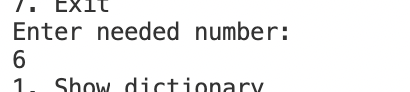 7. Exit
Enter needed number:
6
1. Show dictionary